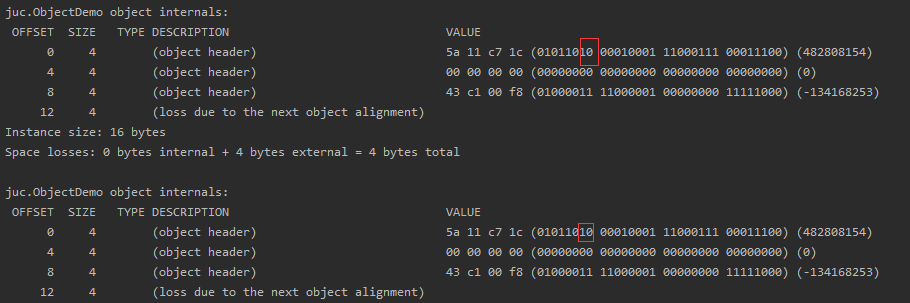 juc.ObjectDemo object internals:
OFFSET  SIZE   TYPE DESCRIPTION                               VALUE
0     4        (object header)                           5a 11 c7 1c (01011010 00010001 11000111 00011100) (482808154)
4     4        (object header)                           00 00 00 00 (00000000 00000000 00000000 00000000) (0)
8     4        (object header)                           43 c1 00 f8 (01000011 11000001 00000000 11111000) (-134168253)
12     4        (loss due to the next object alignment)
Instance size: 16 bytes
Space losses: 0 bytes internal + 4 bytes external = 4 bytes total
juc.ObjectDemo object internals:
OFFSET  SIZE   TYPE DESCRIPTION                               VALUE
0     4        (object header)                           5a 11 c7 1c (01011010 00010001 11000111 00011100) (482808154)
4     4        (object header)                           00 00 00 00 (00000000 00000000 00000000 00000000) (0)
8     4        (object header)                           43 c1 00 f8 (01000011 11000001 00000000 11111000) (-134168253)
12     4        (loss due to the next object alignment)